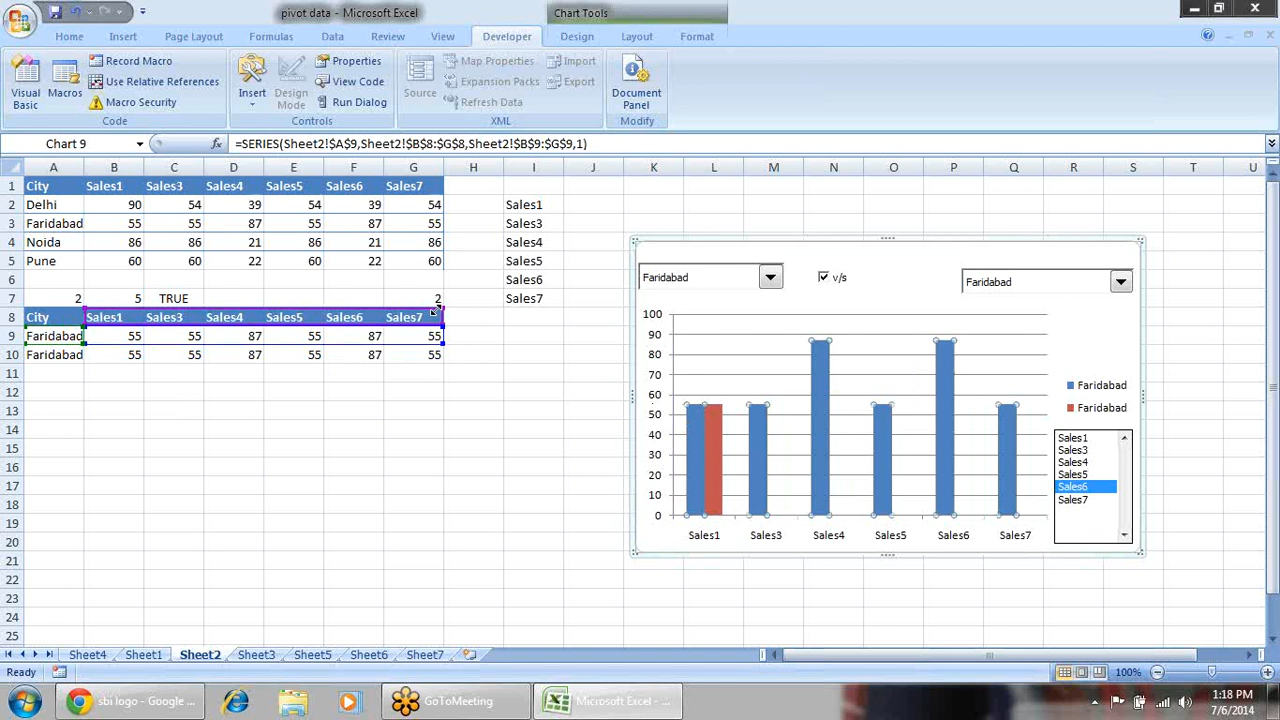 pivot data - Microsoft Excel
Chart Tools
Home Insert Page Layout Formulas Data Review View Developer Design Layout Format
Visual Basic
Macros
Record Macro
Use Relative References
Macro Security
Code
Insert
Design Mode
Properties
View Code
Run Dialog
Controls
Source
Map Properties
Expansion Packs
Refresh Data
Import
Export
XML
Document Panel
Modify
Chart 9 fx =SERIES(Sheet2!$A$9,Sheet2!$B$8:$G$8,Sheet2!$B$9:$G$9,1)
A B C D E F G H I J K L M N O P Q R S T U
1 City Sales1 Sales3 Sales4 Sales5 Sales6 Sales7
2 Delhi 90 54 39 54 39 54 Sales1
3 Faridabad 55 55 87 55 87 55 Sales3
4 Noida 86 86 21 86 21 86 Sales4
5 Pune 60 60 22 60 22 60 Sales5
6 Sales6
7 2 5 TRUE 2 Sales7
8 City Sales1 Sales3 Sales4 Sales5 Sales6 Sales7
9 Faridabad 55 55 87 55 87 55
10 Faridabad 55 55 87 55 87 55
11
12
13
14
15
16
17
18
19
20
21
22
23
24
25
Faridabad v/s Faridabad
100
90
80
70
60
50
40
30
20
10
0
Sales1 Sales3 Sales4 Sales5 Sales6 Sales7
Faridabad
Faridabad
Sales1
Sales3
Sales4
Sales5
Sales6
Sales7
Sheet4 Sheet1 Sheet2 Sheet3 Sheet5 Sheet6 Sheet7
Ready 100%
sbi logo - Google ...
GoToMeeting
Microsoft Excel - ...
1:18 PM
7/6/2014